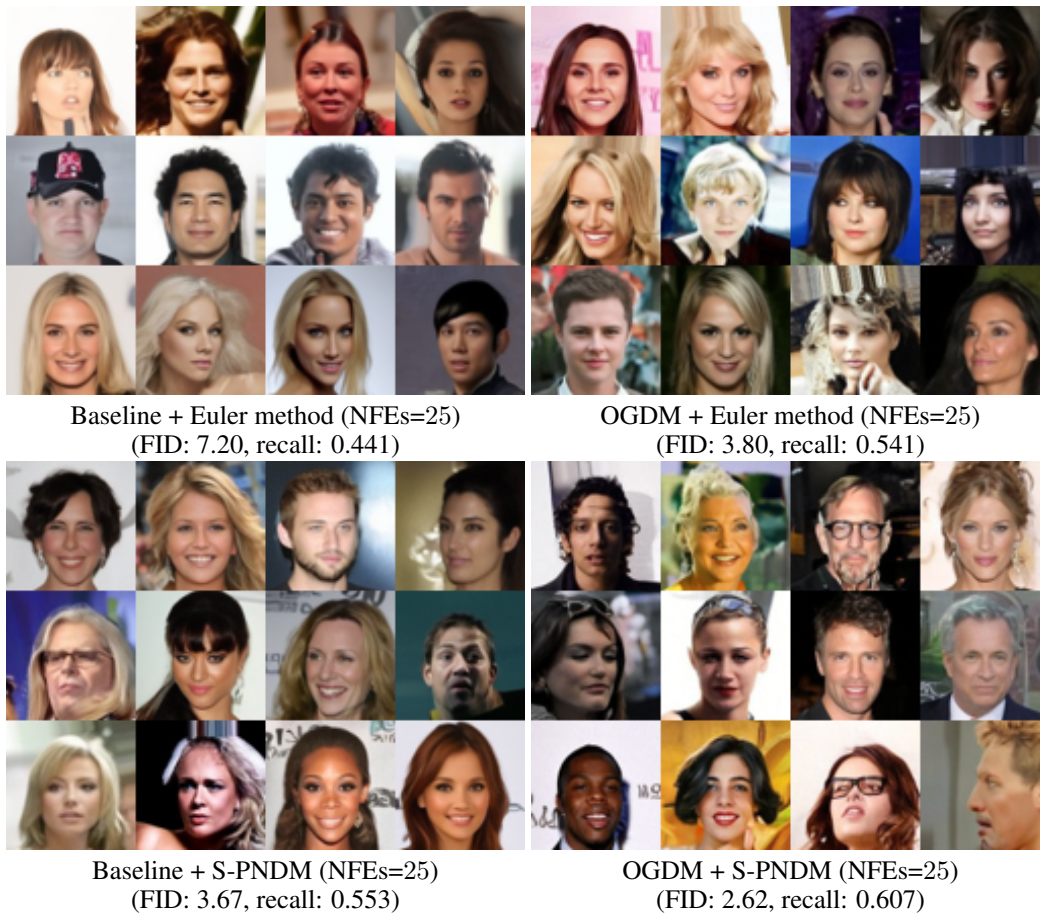 Baseline + Euler method (NFEs=25)
(FID: 7.20, recall: 0.441)
OGDM + Euler method (NFEs=25)
(FID: 3.80, recall: 0.541)
Baseline + S-PNDM (NFEs=25)
(FID: 3.67, recall: 0.553)
OGDM + S-PNDM (NFEs=25)
(FID: 2.62, recall: 0.607)